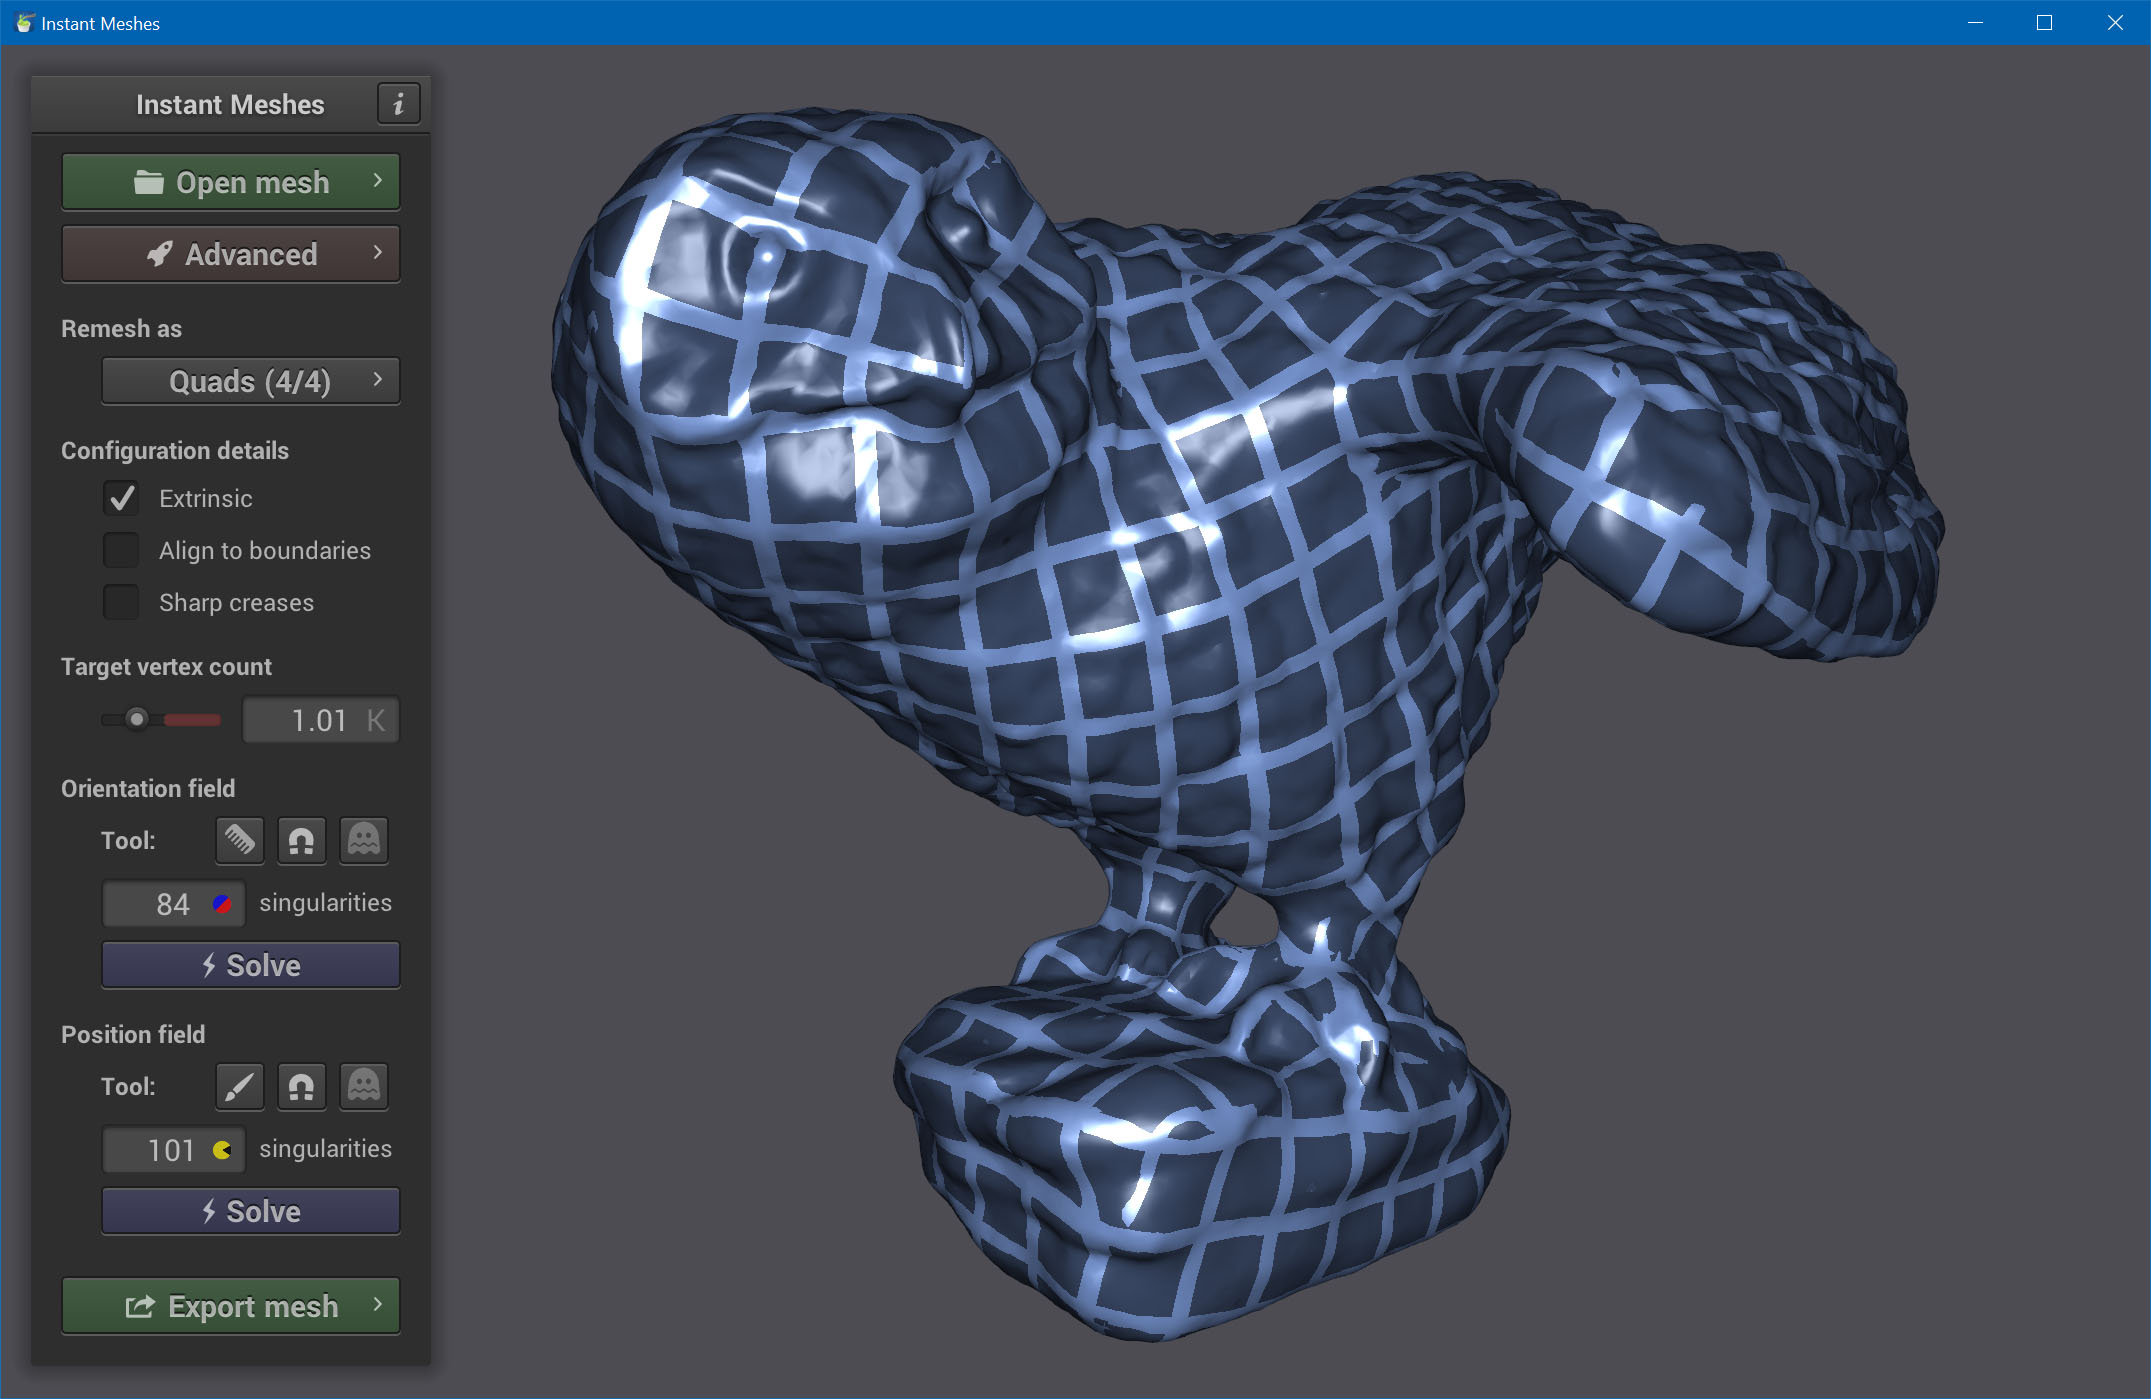 Instant Meshes
Instant Meshes
i
Open mesh
Advanced
Remesh as
Quads (4/4)
Configuration details
Extrinsic
Align to boundaries
Sharp creases
Target vertex count
1.01 K
Orientation field
Tool:
84 singularities
Solve
Position field
Tool:
101 singularities
Solve
Export mesh